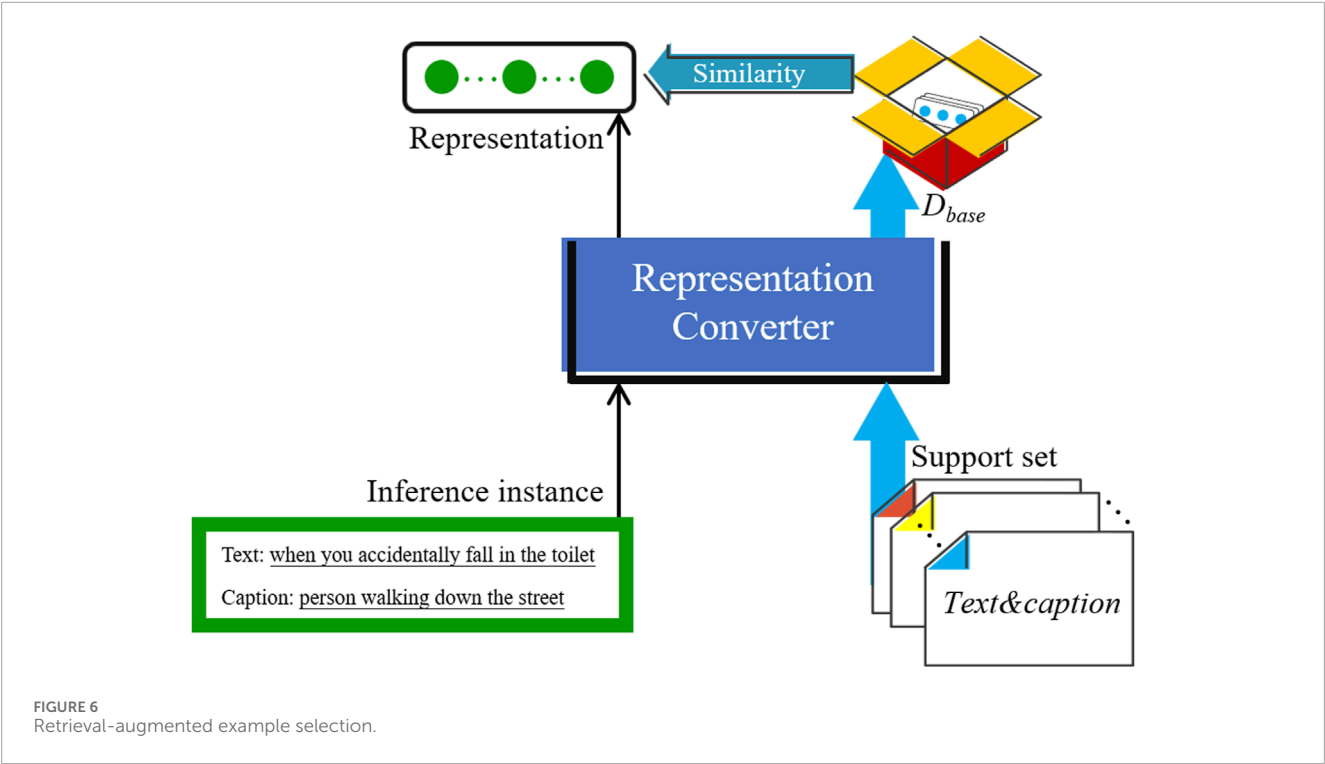 Similarity
Representation
D_base
Representation
Converter
Support set
Inference instance
Text: when you accidentally fall in the toilet
Caption: person walking down the street
Text&caption
FIGURE 6
Retrieval-augmented example selection.